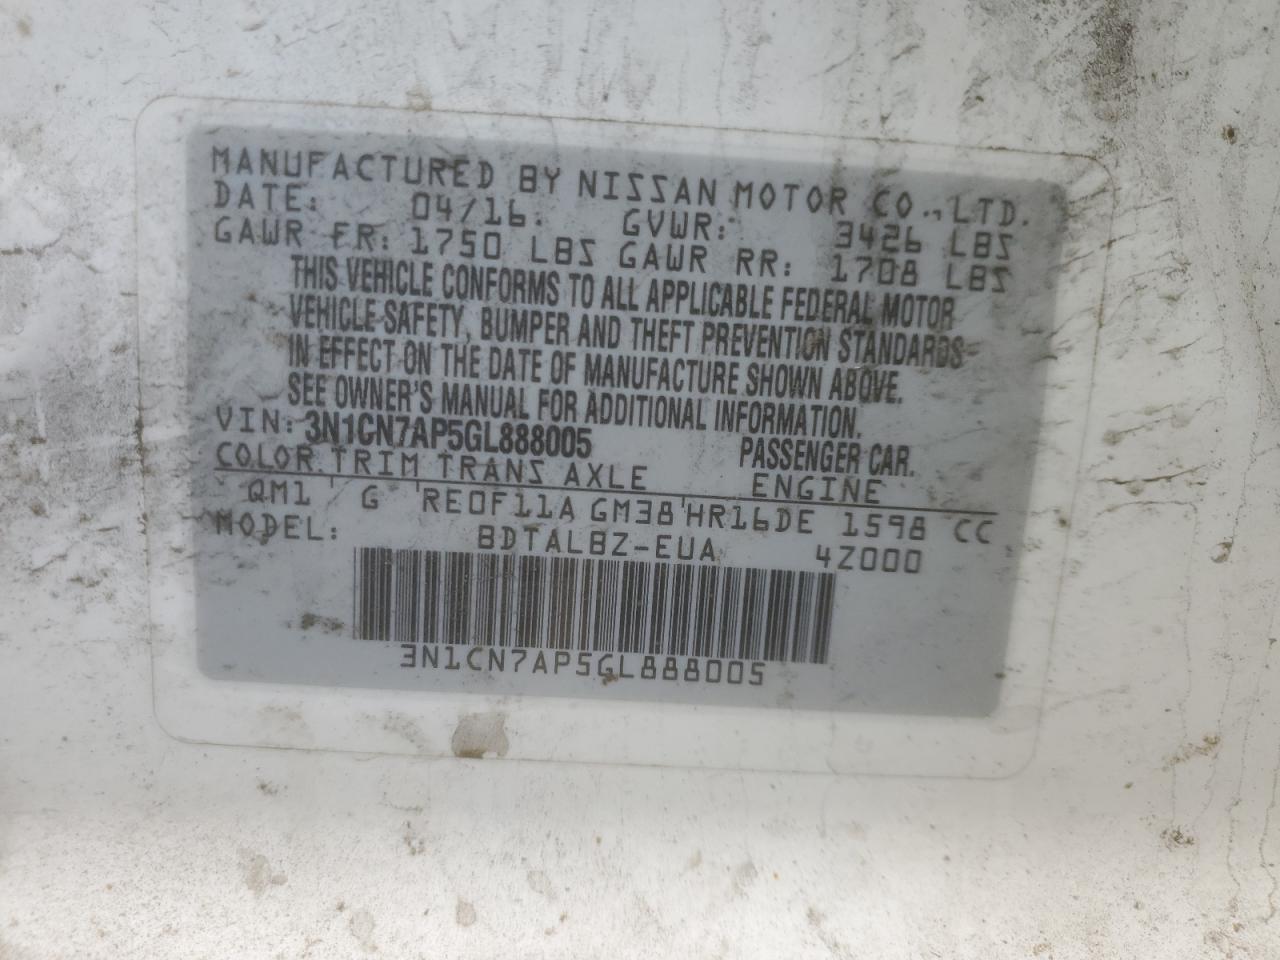 MANUFACTURED BY NISSAN MOTOR CO., LTD.
DATE: 04/16. GVWR: 3426 LBS
GAWR FR: 1750 LBS GAWR RR: 1708 LBS
THIS VEHICLE CONFORMS TO ALL APPLICABLE FEDERAL MOTOR
VEHICLE SAFETY, BUMPER AND THEFT PREVENTION STANDARDS
IN EFFECT ON THE DATE OF MANUFACTURE SHOWN ABOVE.
SEE OWNER'S MANUAL FOR ADDITIONAL INFORMATION.
VIN: 3N1CN7AP5GL888005 PASSENGER CAR.
COLOR TRIM TRANS AXLE ENGINE
QM1 G RE0F11A GM38 HR16DE 1598 CC
MODEL: BDTALBZ-EUA 4Z000
3N1CN7AP5GL888005